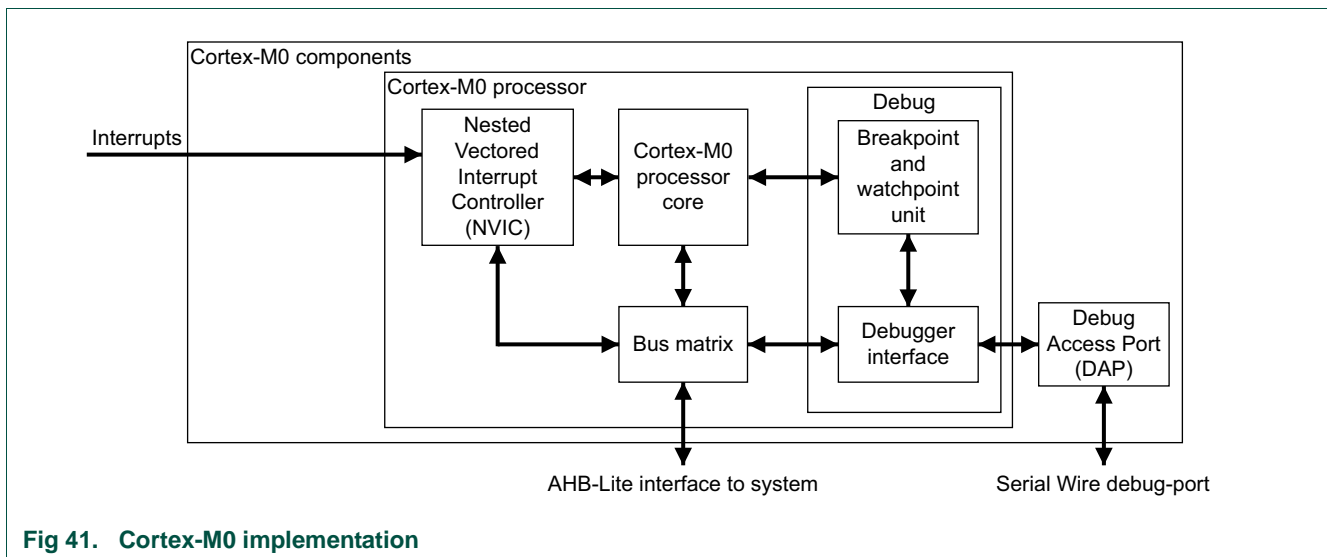 Cortex-M0 components
Cortex-M0 processor
Debug
Interrupts
Nested
Vectored
Interrupt
Controller
(NVIC)
Cortex-M0
processor
core
Breakpoint
and
watchpoint
unit
Bus matrix
Debugger
interface
Debug
Access Port
(DAP)
AHB-Lite interface to system
Serial Wire debug-port
Fig 41. Cortex-M0 implementation